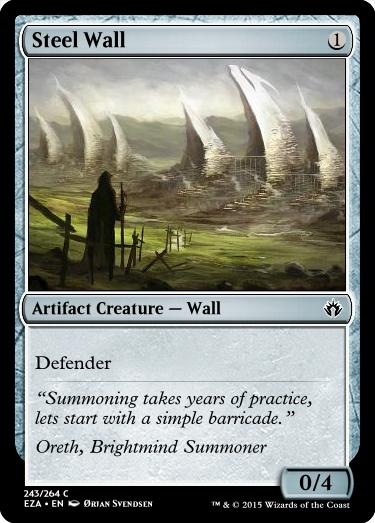 Steel Wall 1
Artifact Creature — Wall
Defender
“Summoning takes years of practice,
lets start with a simple barricade.”
Oreth, Brightmind Summoner
0/4
243/264 C
EZA • EN Ørjan Svendsen
™ & © 2015 Wizards of the Coast